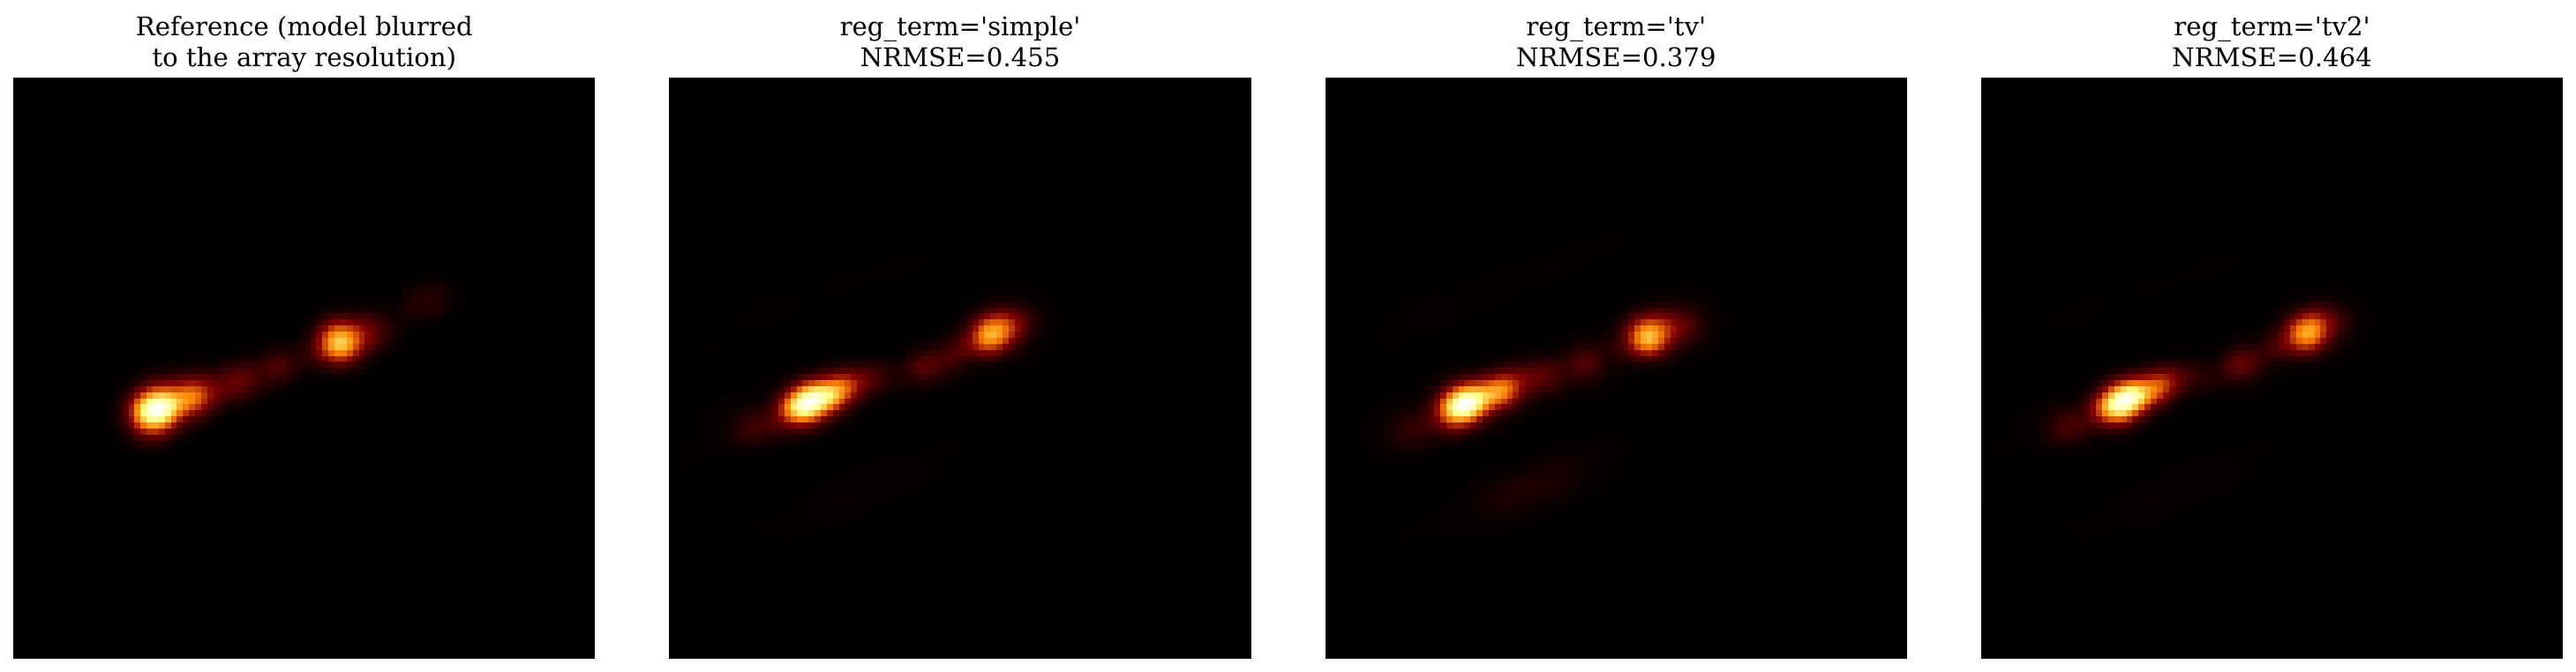 Reference (model blurred
to the array resolution)
reg_term='simple'
NRMSE=0.455
reg_term='tv'
NRMSE=0.379
reg_term='tv2'
NRMSE=0.464